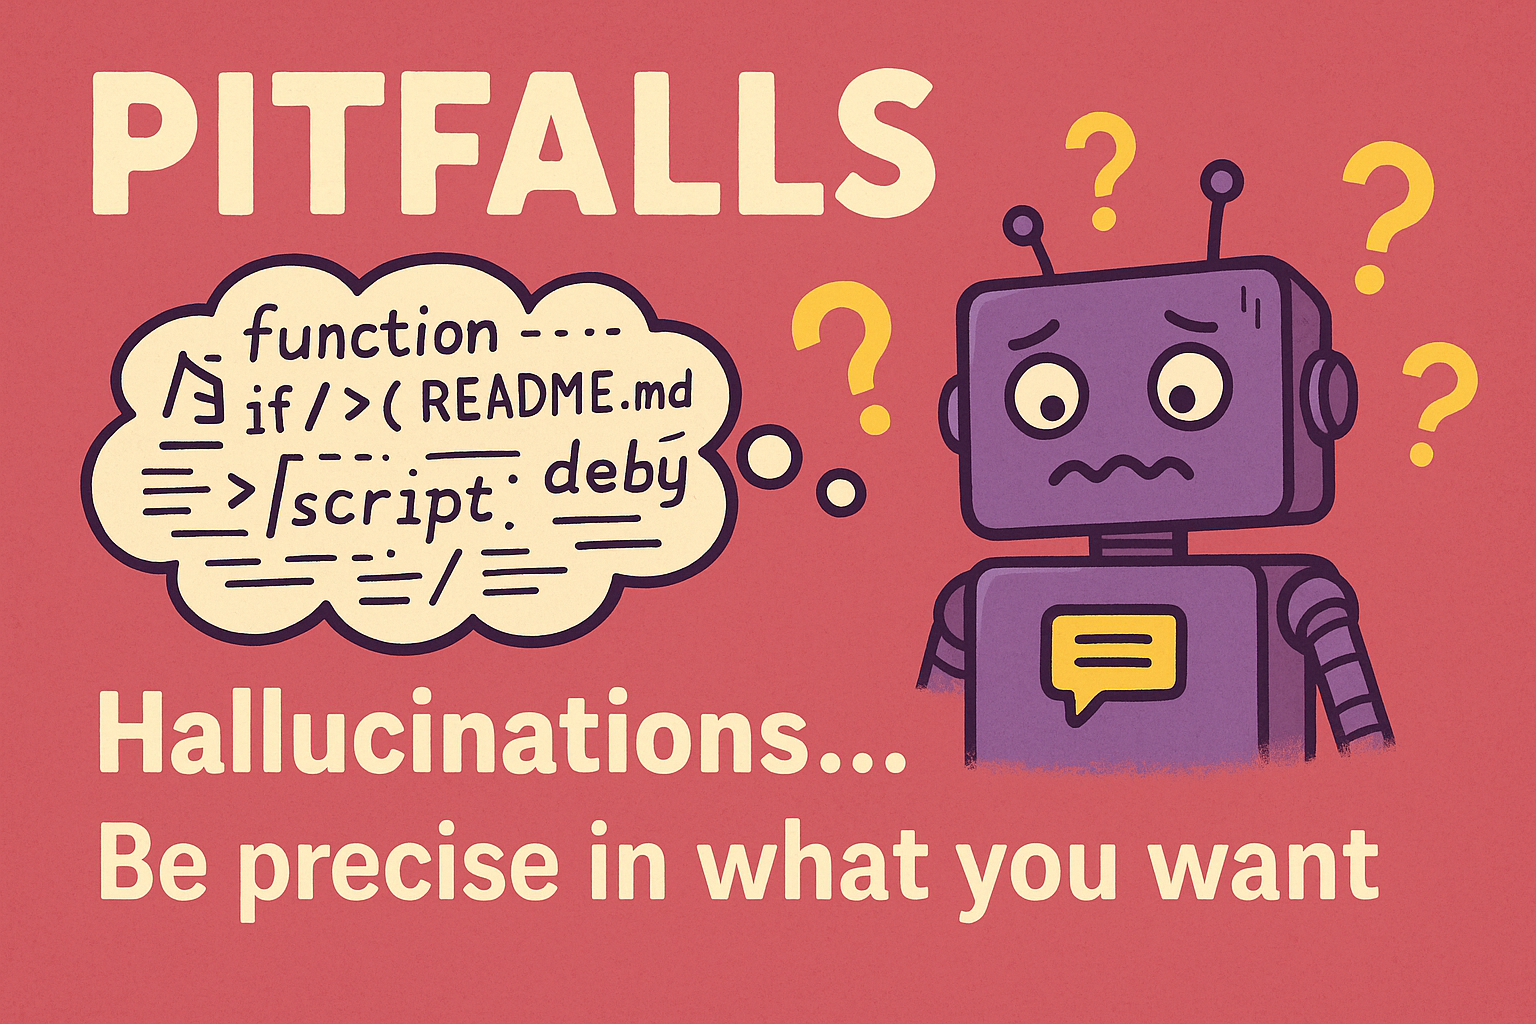 PITFALLS
function ----
if / > ( README.md
> / script : deby
Hallucinations...
Be precise in what you want